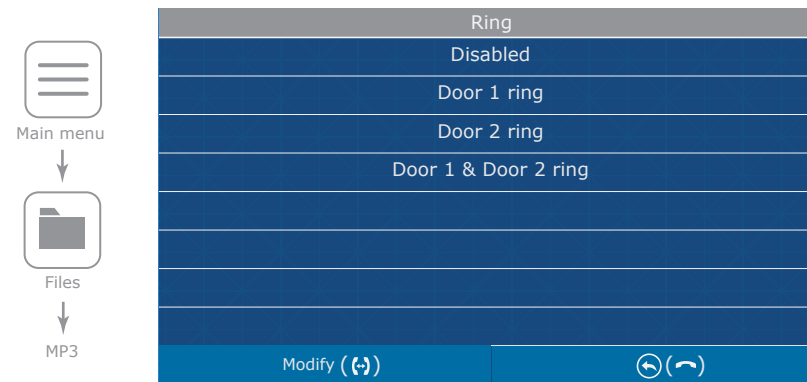 Main menu
Files
MP3
Ring
Disabled
Door 1 ring
Door 2 ring
Door 1 & Door 2 ring
Modify ( )
( )